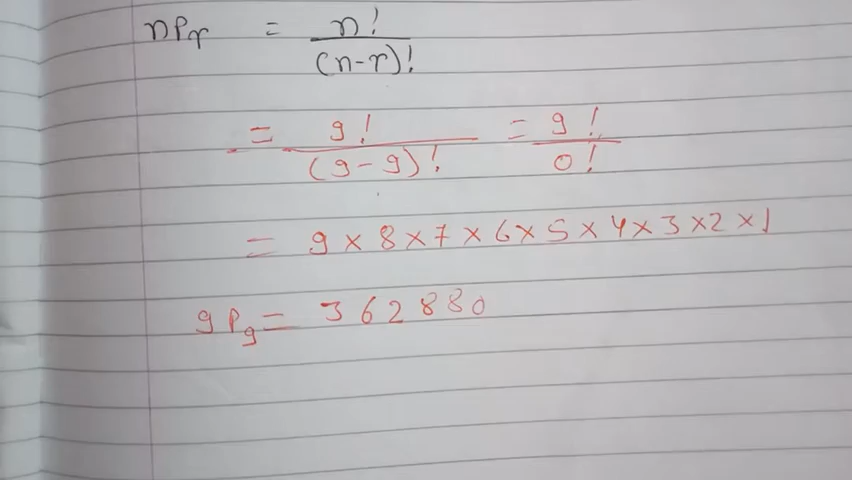 nPr = n!/(n-r)!
= 9!/(9-9)! = 9!/0!
= 9×8×7×6×5×4×3×2×1
9P9 = 362880